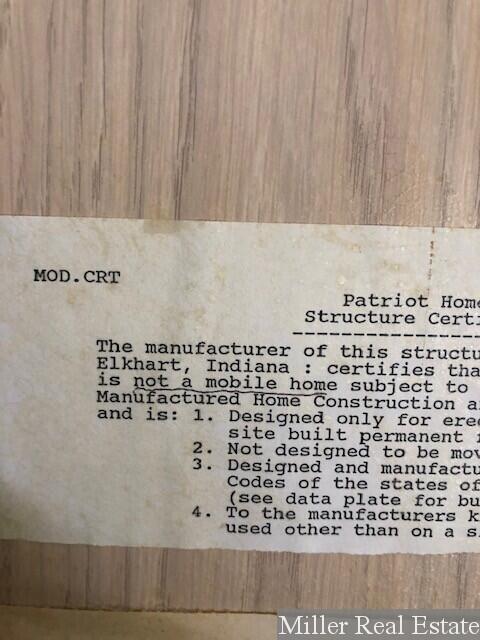 MOD.CRT
Patriot Home
Structure Certi
The manufacturer of this structu
Elkhart, Indiana : certifies tha
is not a mobile home subject to
Manufactured Home Construction a
and is: 1. Designed only for ere
site built permanent
2. Not designed to be mov
3. Designed and manufactu
Codes of the states of
(see data plate for bu
4. To the manufacturers k
used other than on a s
Miller Real Estate